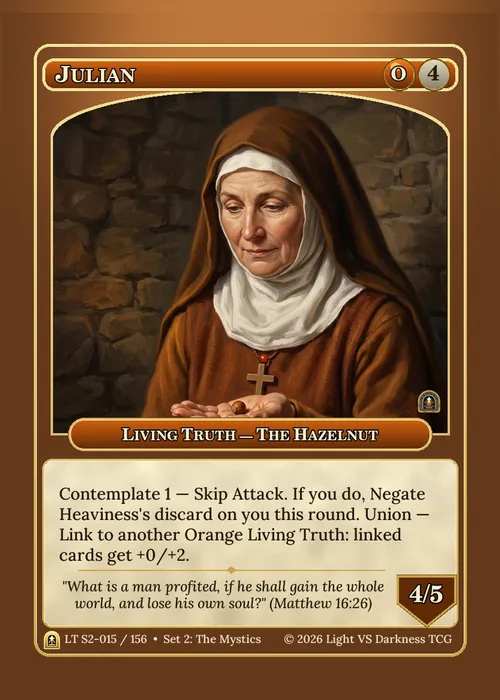 JULIAN
O 4
LIVING TRUTH — THE HAZELNUT
Contemplate 1 — Skip Attack. If you do, Negate
Heaviness's discard on you this round. Union —
Link to another Orange Living Truth: linked
cards get +0/+2.
"What is a man profited, if he shall gain the whole
world, and lose his own soul?" (Matthew 16:26)
4/5
LT S2-015 / 156 • Set 2: The Mystics © 2026 Light VS Darkness TCG